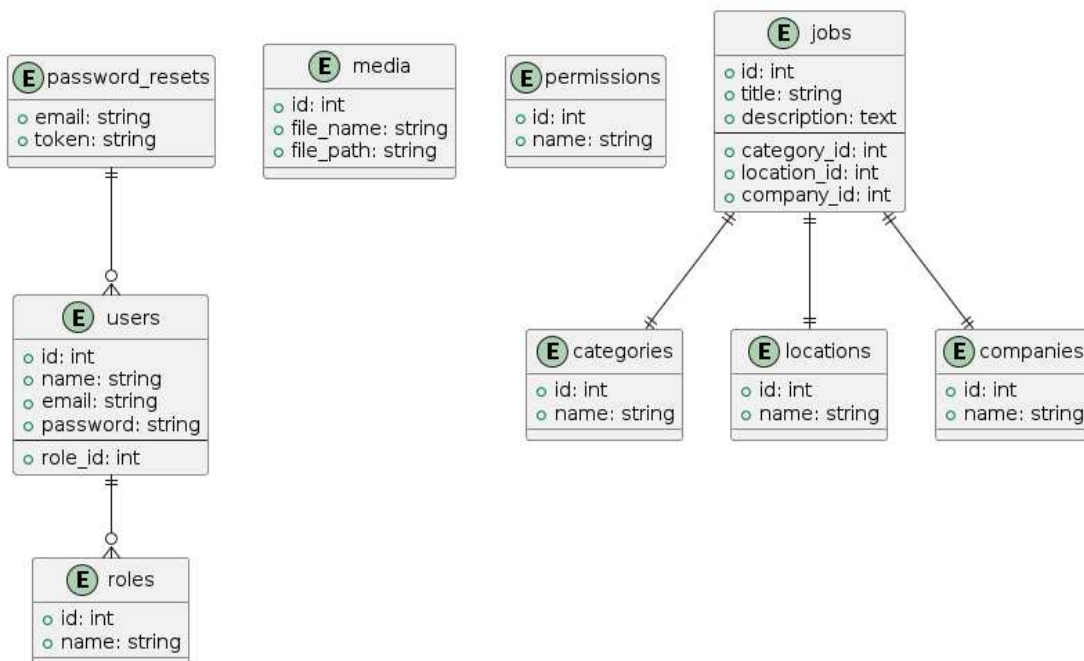 E password_resets
email: string
token: string
E media
id: int
file_name: string
file_path: string
E permissions
id: int
name: string
E jobs
id: int
title: string
description: text
category_id: int
location_id: int
company_id: int
E users
id: int
name: string
email: string
password: string
role_id: int
E categories
id: int
name: string
E locations
id: int
name: string
E companies
id: int
name: string
E roles
id: int
name: string